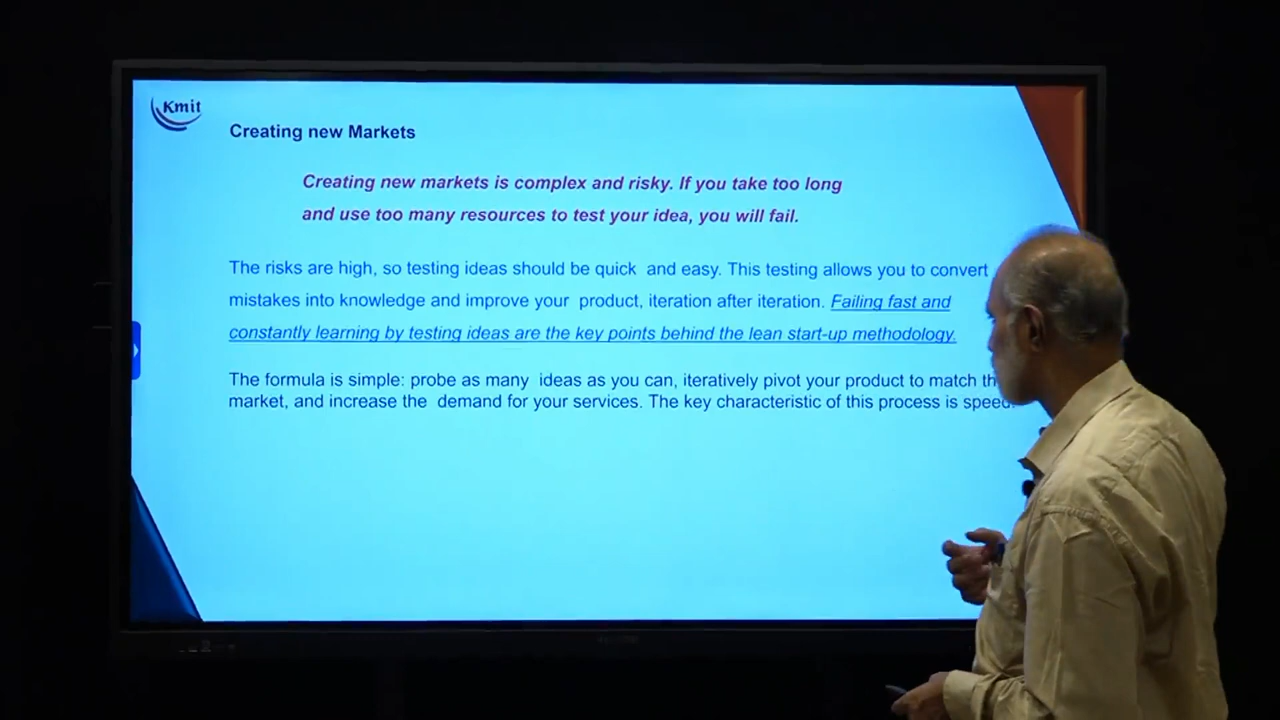 Kmit
Creating new Markets
Creating new markets is complex and risky. If you take too long
and use too many resources to test your idea, you will fail.
The risks are high, so testing ideas should be quick and easy. This testing allows you to convert
mistakes into knowledge and improve your product, iteration after iteration. Failing fast and
constantly learning by testing ideas are the key points behind the lean start-up methodology.
The formula is simple: probe as many ideas as you can, iteratively pivot your product to match
market, and increase the demand for your services. The key characteristic of this process is speed.